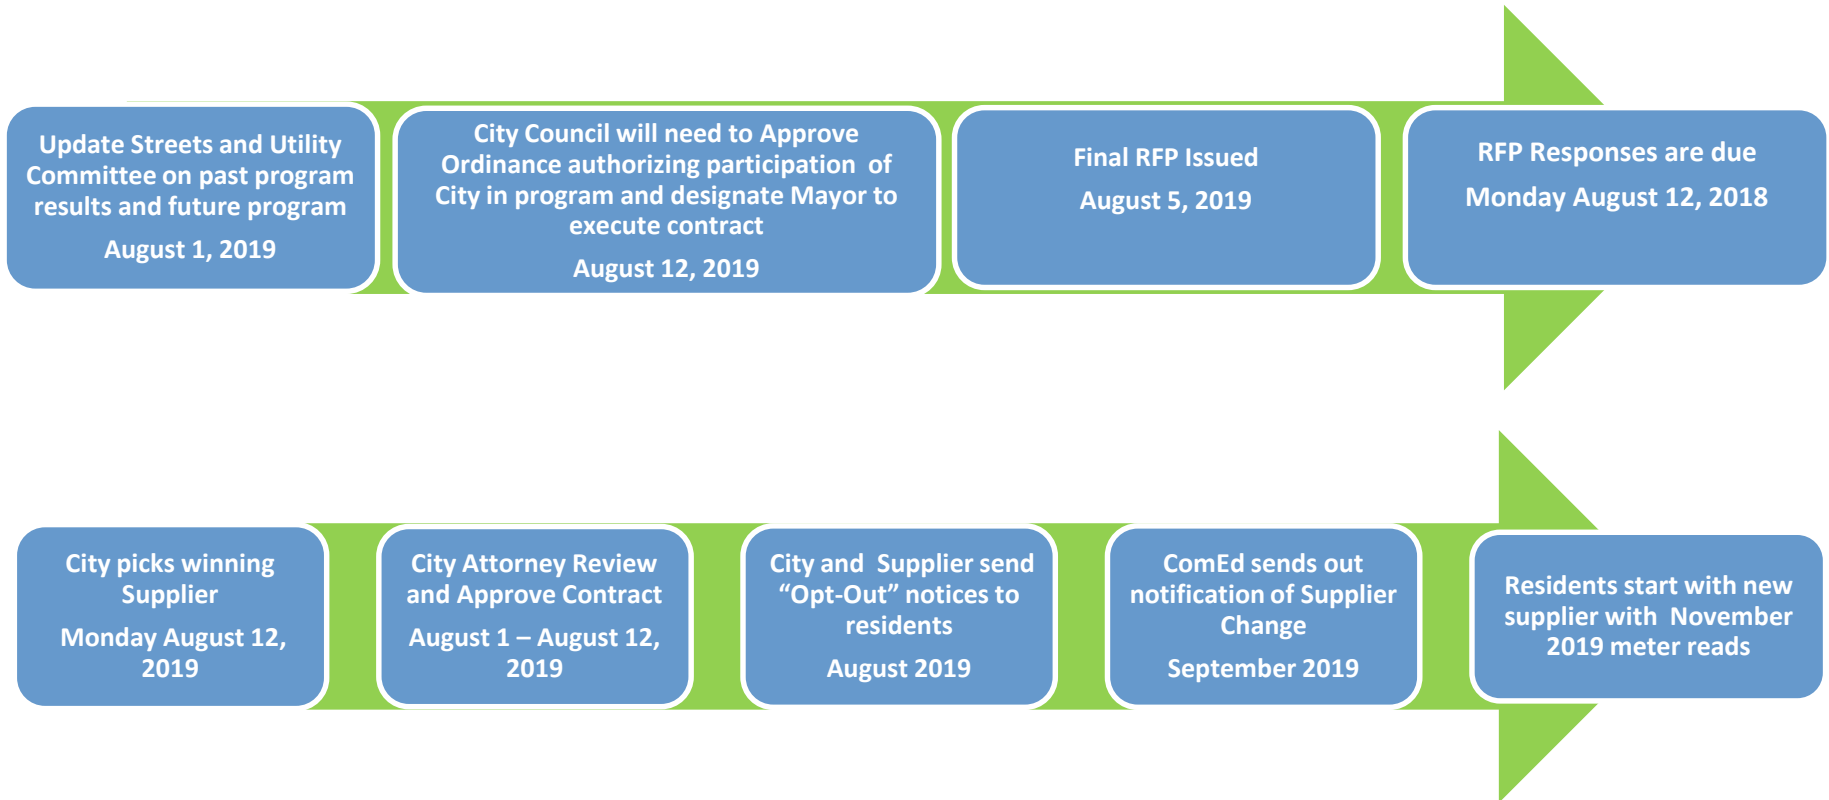 Update Streets and Utility
Committee on past program
results and future program
August 1, 2019
City Council will need to Approve
Ordinance authorizing participation of
City in program and designate Mayor to
execute contract
August 12, 2019
Final RFP Issued
August 5, 2019
RFP Responses are due
Monday August 12, 2018
City picks winning
Supplier
Monday August 12,
2019
City Attorney Review
and Approve Contract
August 1 – August 12,
2019
City and Supplier send
“Opt-Out” notices to
residents
August 2019
ComEd sends out
notification of Supplier
Change
September 2019
Residents start with new
supplier with November
2019 meter reads